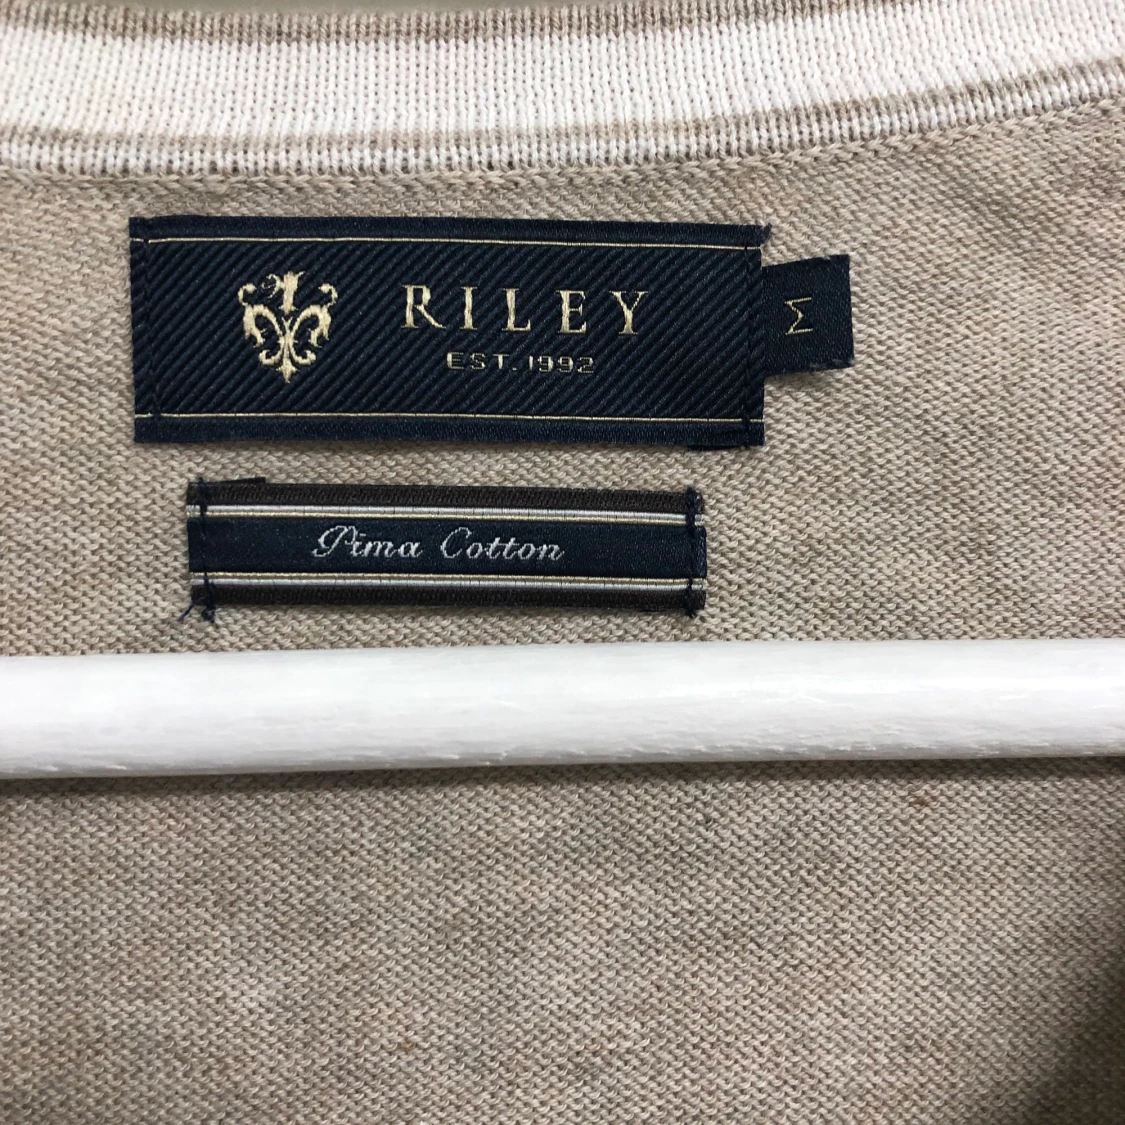 RILEY
EST. 1992
M
Pima Cotton